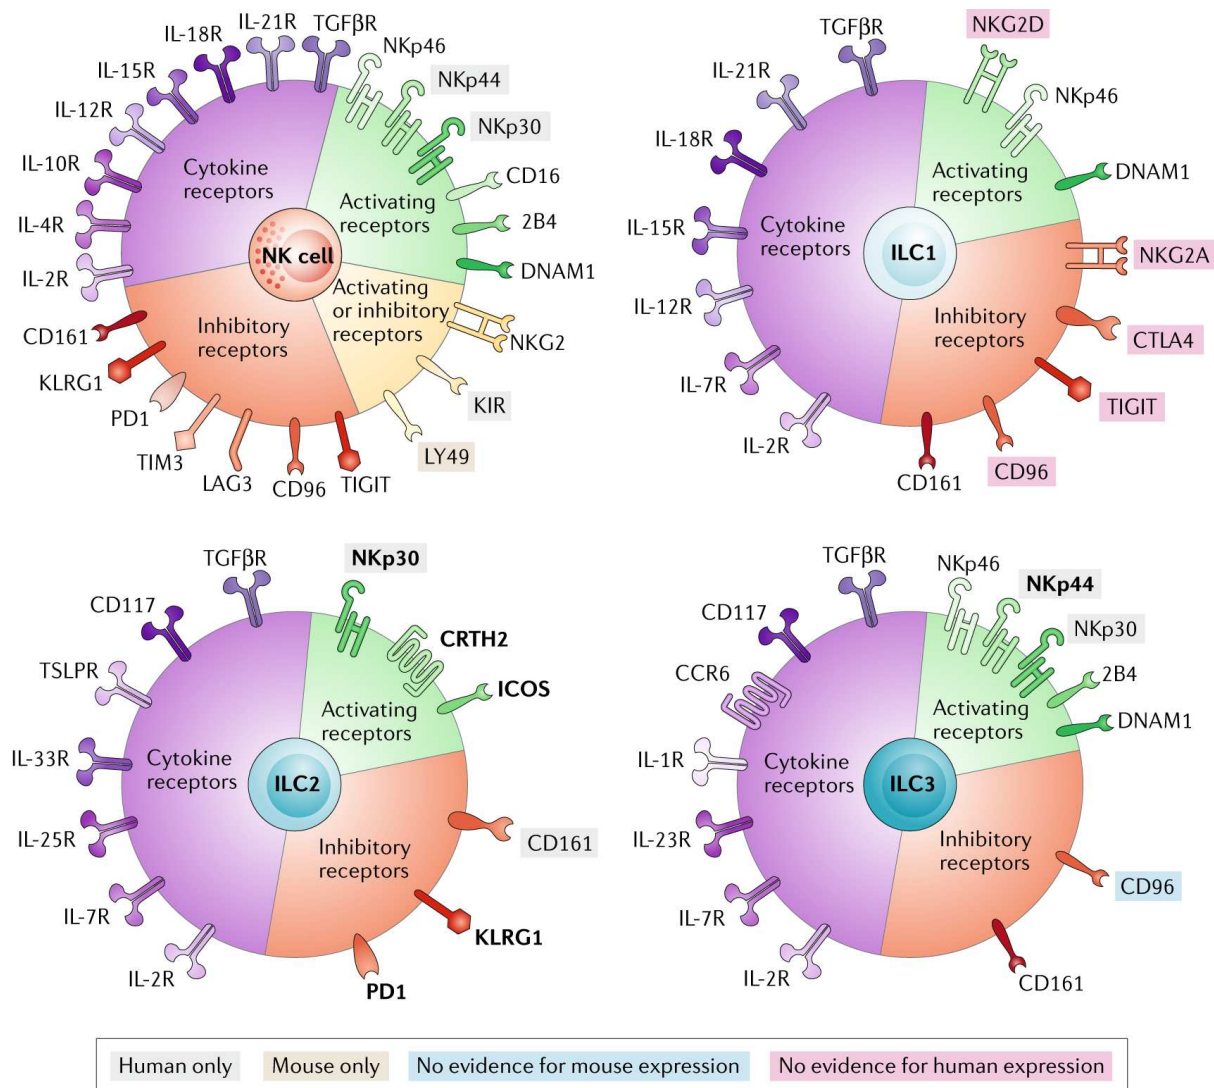 IL-21R
TGFβR
IL-18R
NKp46
IL-15R
NKp44
IL-12R
NKp30
IL-10R
Cytokine
receptors
CD16
Activating
receptors
IL-4R
2B4
NK cell
IL-2R
DNAM1
Activating
or inhibitory
receptors
Inhibitory
receptors
CD161
NKG2
KLRG1
KIR
PD1
TIM3
LY49
LAG3
CD96
TIGIT
TGFβR
NKG2D
IL-21R
NKp46
IL-18R
Activating
receptors
DNAM1
IL-15R
Cytokine
receptors
ILC1
NKG2A
IL-12R
Inhibitory
receptors
CTLA4
IL-7R
TIGIT
IL-2R
CD161
CD96
TGFβR
NKp30
CD117
CRTH2
TSLPR
ICOS
Activating
receptors
IL-33R
Cytokine
receptors
ILC2
IL-25R
Inhibitory
receptors
CD161
IL-7R
KLRG1
IL-2R
PD1
TGFβR
NKp46
NKp44
CD117
NKp30
CCR6
2B4
Activating
receptors
DNAM1
IL-1R
Cytokine
receptors
ILC3
IL-23R
Inhibitory
receptors
CD96
IL-7R
IL-2R
CD161
Human only
Mouse only
No evidence for mouse expression
No evidence for human expression